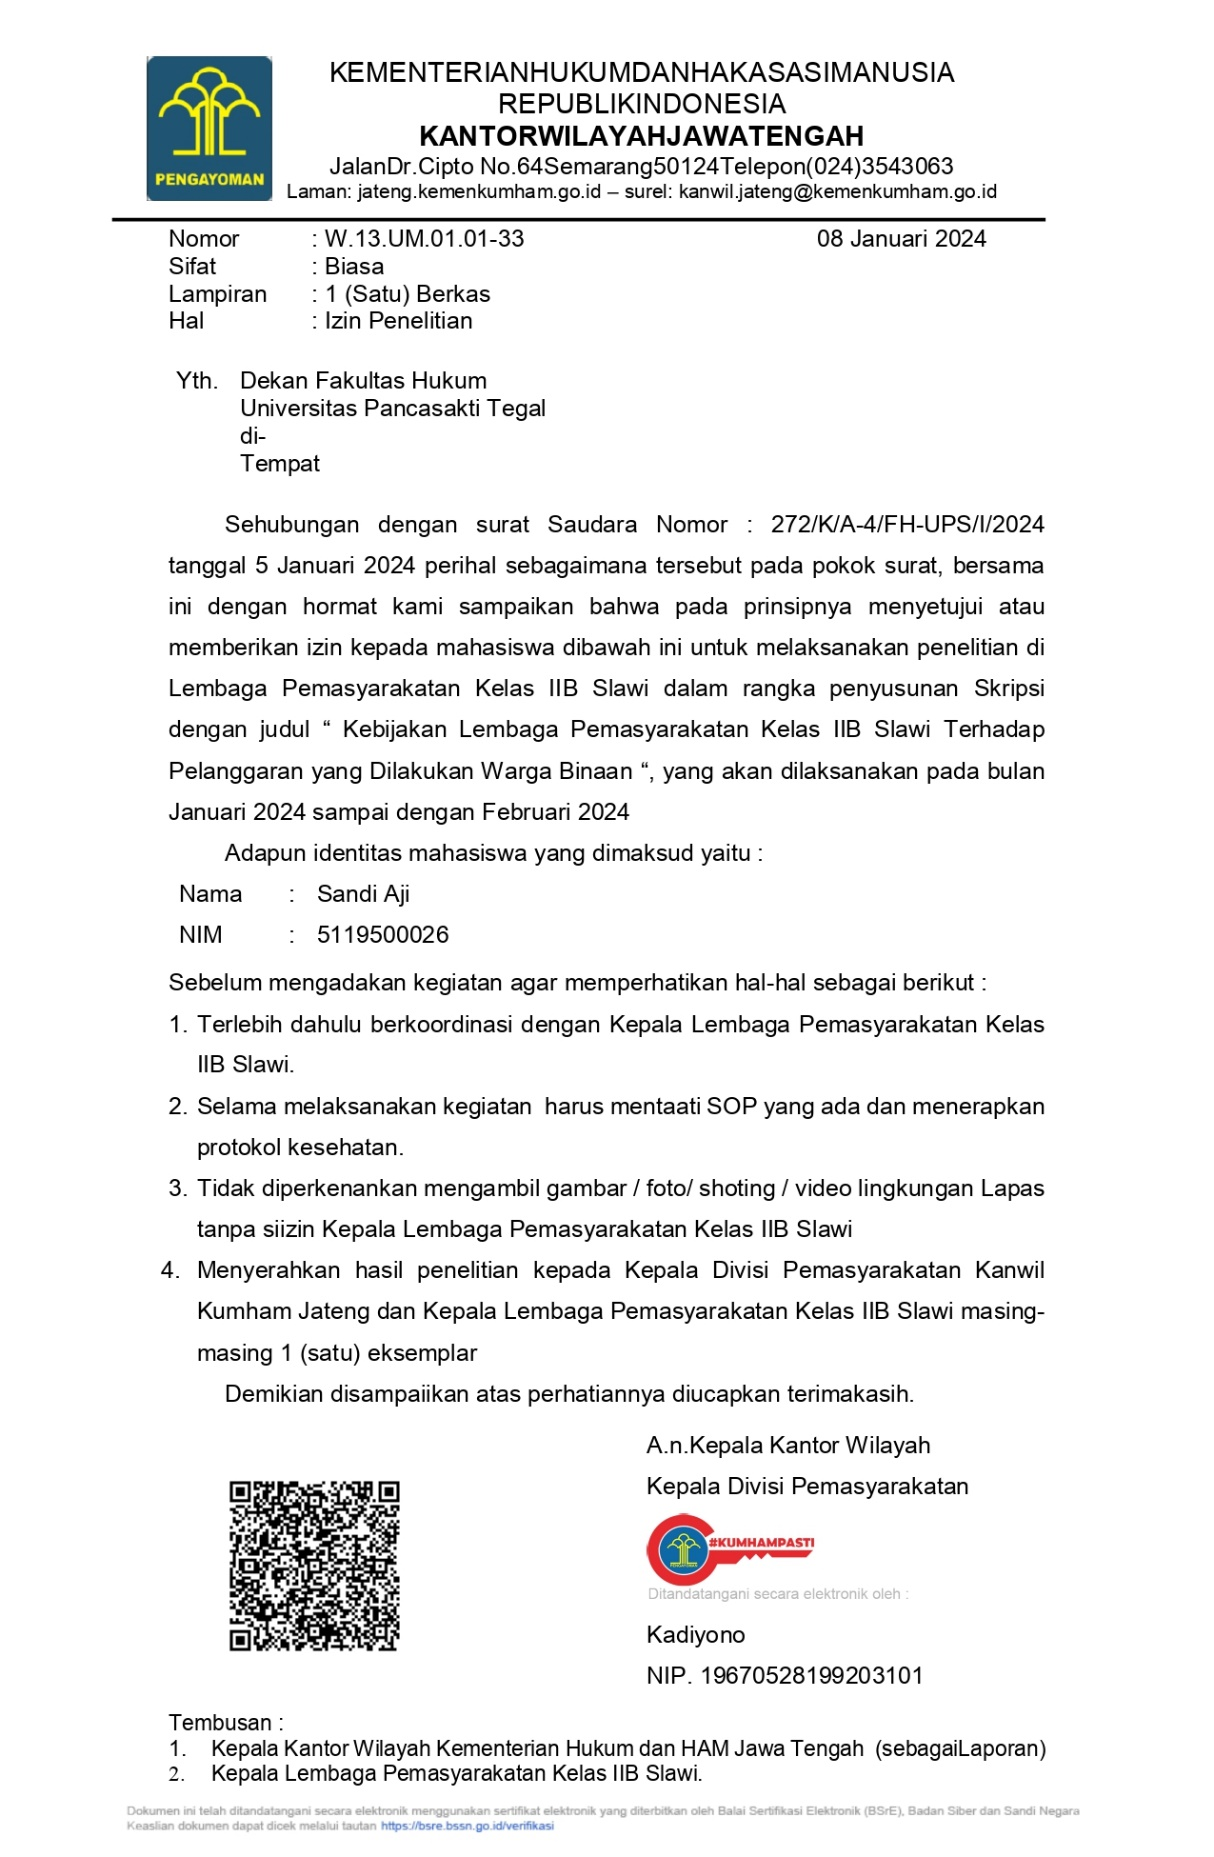 PENGAYOMAN
KEMENTERIANHUKUMDANHAKASASIMANUSIA
REPUBLIKINDONESIA
KANTORWILAYAHJAWATENGAH
JalanDr.Cipto No.64Semarang50124Telepon(024)3543063
Laman: jateng.kemenkumham.go.id – surel: kanwil.jateng@kemenkumham.go.id
Nomor : W.13.UM.01.01-33 08 Januari 2024
Sifat : Biasa
Lampiran : 1 (Satu) Berkas
Hal : Izin Penelitian
Yth. Dekan Fakultas Hukum
Universitas Pancasakti Tegal
di-
Tempat
Sehubungan dengan surat Saudara Nomor : 272/K/A-4/FH-UPS/I/2024
tanggal 5 Januari 2024 perihal sebagaimana tersebut pada pokok surat, bersama
ini dengan hormat kami sampaikan bahwa pada prinsipnya menyetujui atau
memberikan izin kepada mahasiswa dibawah ini untuk melaksanakan penelitian di
Lembaga Pemasyarakatan Kelas IIB Slawi dalam rangka penyusunan Skripsi
dengan judul “ Kebijakan Lembaga Pemasyarakatan Kelas IIB Slawi Terhadap
Pelanggaran yang Dilakukan Warga Binaan “, yang akan dilaksanakan pada bulan
Januari 2024 sampai dengan Februari 2024
Adapun identitas mahasiswa yang dimaksud yaitu :
Nama : Sandi Aji
NIM : 5119500026
Sebelum mengadakan kegiatan agar memperhatikan hal-hal sebagai berikut :
1. Terlebih dahulu berkoordinasi dengan Kepala Lembaga Pemasyarakatan Kelas
IIB Slawi.
2. Selama melaksanakan kegiatan harus mentaati SOP yang ada dan menerapkan
protokol kesehatan.
3. Tidak diperkenankan mengambil gambar / foto/ shoting / video lingkungan Lapas
tanpa siizin Kepala Lembaga Pemasyarakatan Kelas IIB Slawi
4. Menyerahkan hasil penelitian kepada Kepala Divisi Pemasyarakatan Kanwil
Kumham Jateng dan Kepala Lembaga Pemasyarakatan Kelas IIB Slawi masing-
masing 1 (satu) eksemplar
Demikian disampaiikan atas perhatiannya diucapkan terimakasih.
A.n.Kepala Kantor Wilayah
Kepala Divisi Pemasyarakatan
#KUMHAMPASTI
PENGAYOMAN
Ditandatangani secara elektronik oleh :
Kadiyono
NIP. 19670528199203101
Tembusan :
1. Kepala Kantor Wilayah Kementerian Hukum dan HAM Jawa Tengah (sebagaiLaporan)
2. Kepala Lembaga Pemasyarakatan Kelas IIB Slawi.
Dokumen ini telah ditandatangani secara elektronik menggunakan sertifikat elektronik yang diterbitkan oleh Balai Sertifikasi Elektronik (BSrE), Badan Siber dan Sandi Negara
Keaslian dokumen dapat dicek melalui tautan https://bsre.bssn.go.id/verifikasi